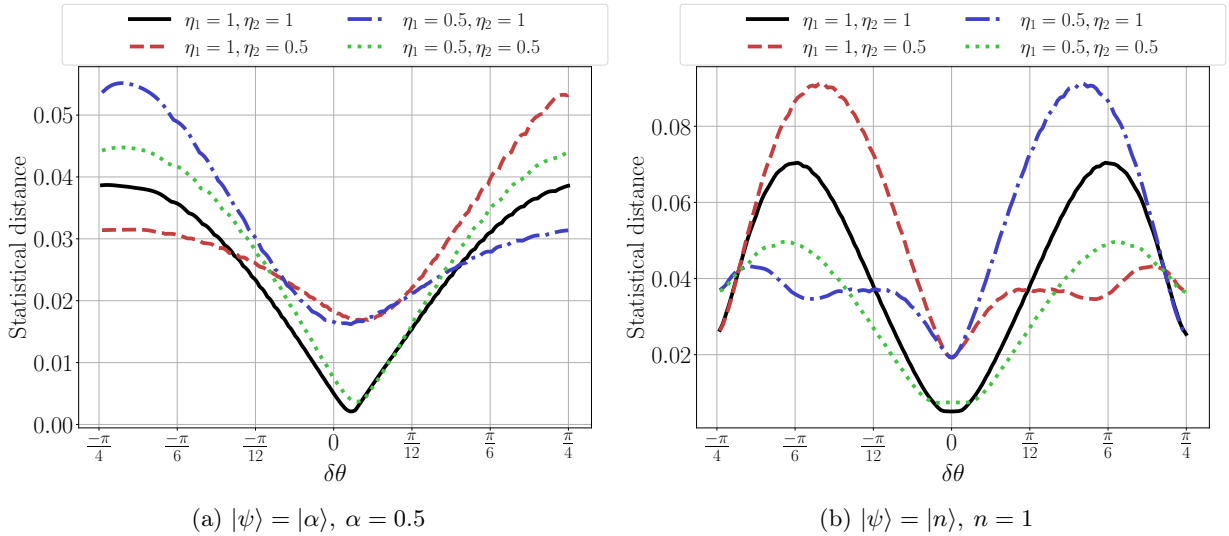 η₁ = 1, η₂ = 1
η₁ = 0.5, η₂ = 1
η₁ = 1, η₂ = 0.5
η₁ = 0.5, η₂ = 0.5
Statistical distance
0.05
0.04
0.03
0.02
0.01
0.00
−π/4
−π/6
−π/12
0
π/12
π/6
π/4
δθ
(a) |ψ⟩ = |α⟩, α = 0.5
η₁ = 1, η₂ = 1
η₁ = 0.5, η₂ = 1
η₁ = 1, η₂ = 0.5
η₁ = 0.5, η₂ = 0.5
Statistical distance
0.08
0.06
0.04
0.02
−π/4
−π/6
−π/12
0
π/12
π/6
π/4
δθ
(b) |ψ⟩ = |n⟩, n = 1